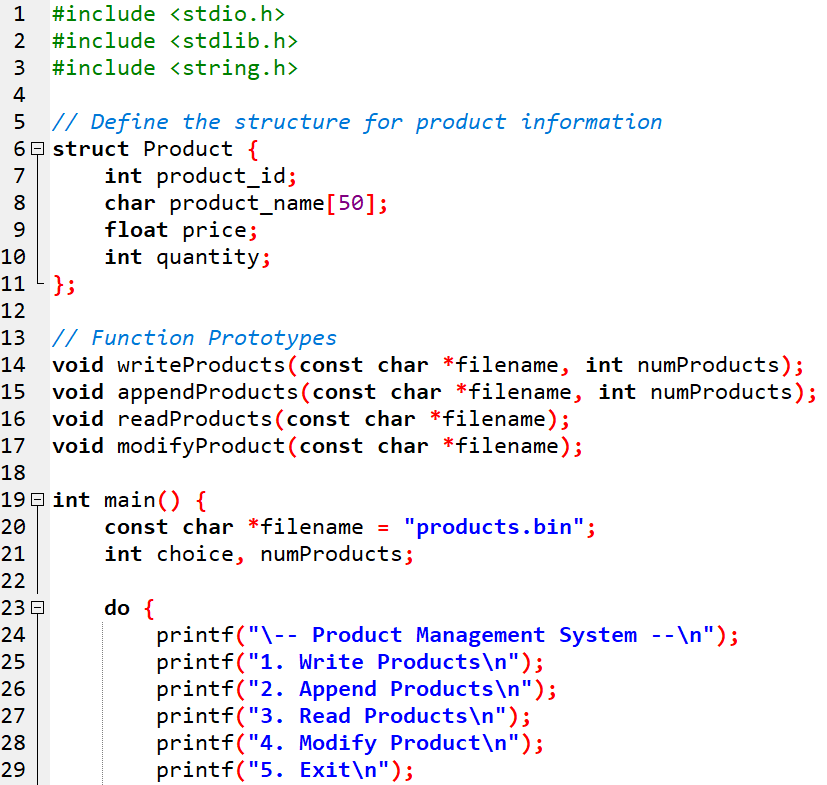 1 #include <stdio.h>
2 #include <stdlib.h>
3 #include <string.h>
4
5 // Define the structure for product information
6 struct Product {
7     int product_id;
8     char product_name[50];
9     float price;
10     int quantity;
11 };
12
13 // Function Prototypes
14 void writeProducts(const char *filename, int numProducts);
15 void appendProducts(const char *filename, int numProducts);
16 void readProducts(const char *filename);
17 void modifyProduct(const char *filename);
18
19 int main() {
20     const char *filename = "products.bin";
21     int choice, numProducts;
22
23     do {
24         printf("\-- Product Management System --\n");
25         printf("1. Write Products\n");
26         printf("2. Append Products\n");
27         printf("3. Read Products\n");
28         printf("4. Modify Product\n");
29         printf("5. Exit\n");